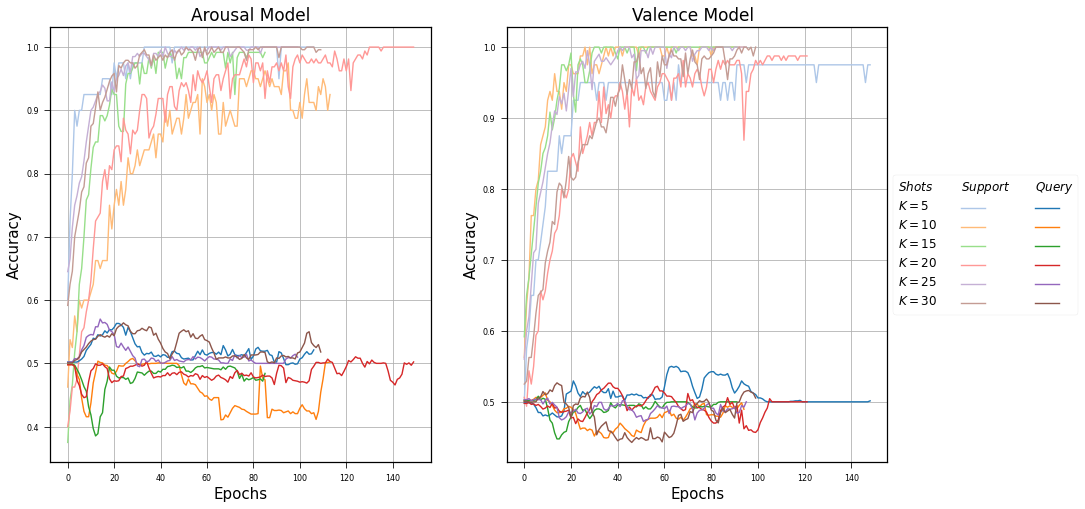 Arousal Model
Accuracy
1.0
0.9
0.8
0.7
0.6
0.5
0.4
0 20 40 60 80 100 120 140
Epochs
Valence Model
Accuracy
1.0
0.9
0.8
0.7
0.6
0.5
0 20 40 60 80 100 120 140
Epochs
Shots Support Query
K = 5
K = 10
K = 15
K = 20
K = 25
K = 30